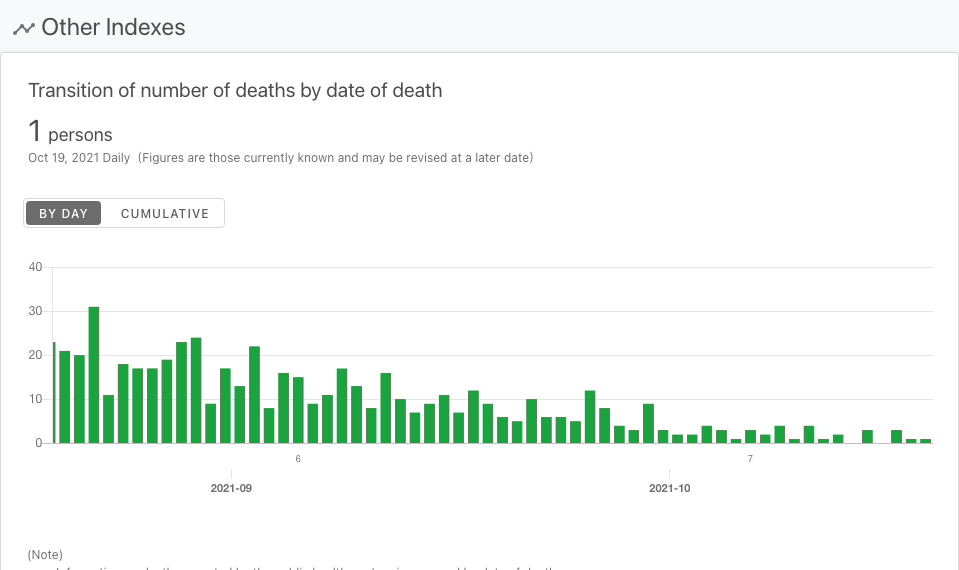 Other Indexes
Transition of number of deaths by date of death
1 persons
Oct 19, 2021 Daily (Figures are those currently known and may be revised at a later date)
BY DAY CUMULATIVE
40
30
20
10
0
6 7
2021-09 2021-10
(Note)